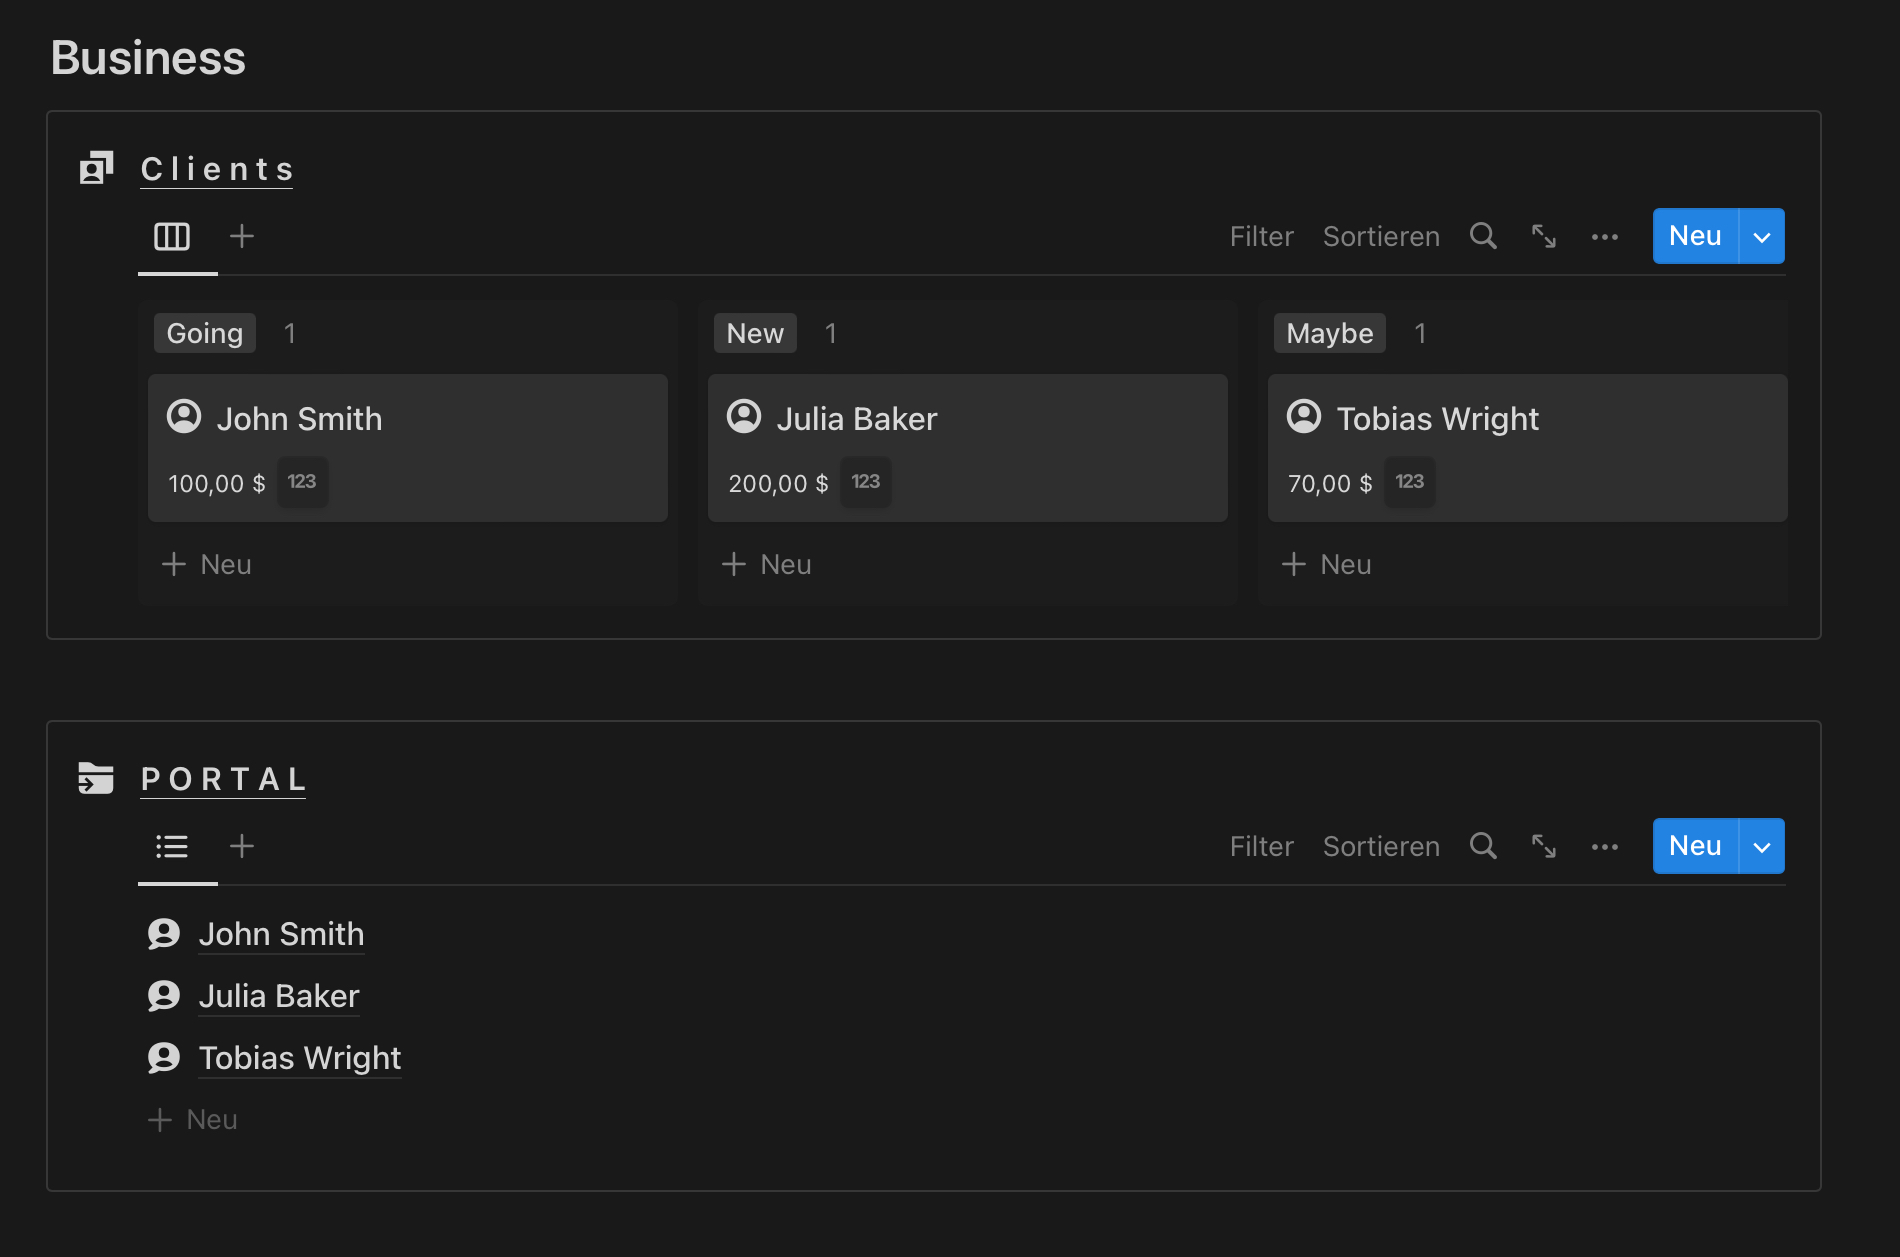 Business
Clients
Filter Sortieren Neu
Going 1
John Smith
100,00 $ 123
+ Neu
New 1
Julia Baker
200,00 $ 123
+ Neu
Maybe 1
Tobias Wright
70,00 $ 123
+ Neu
PORTAL
Filter Sortieren Neu
John Smith
Julia Baker
Tobias Wright
+ Neu